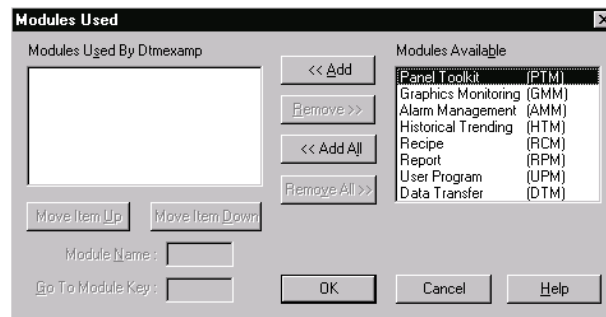 Modules Used
Modules Used By Dtmexamp
<< Add
Remove >>
<< Add All
Remove All >>
Modules Available
Panel Toolkit (PTM)
Graphics Monitoring (GMM)
Alarm Management (AMM)
Historical Trending (HTM)
Recipe (RCM)
Report (RPM)
User Program (UPM)
Data Transfer (DTM)
Move Item Up
Move Item Down
Module Name :
Go To Module Key :
OK
Cancel
Help